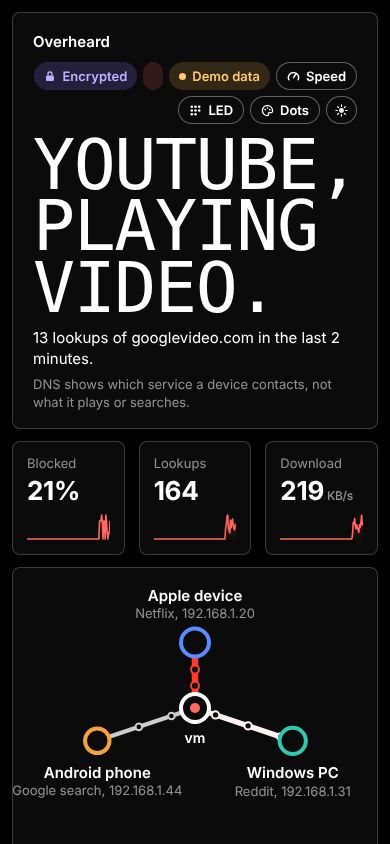 Overheard
Encrypted
Demo data
Speed
LED
Dots
YOUTUBE,
PLAYING
VIDEO.
13 lookups of googlevideo.com in the last 2
minutes.
DNS shows which service a device contacts, not
what it plays or searches.
Blocked
21%
Lookups
164
Download
219 KB/s
Apple device
Netflix, 192.168.1.20
vm
Android phone
Google search, 192.168.1.44
Windows PC
Reddit, 192.168.1.31